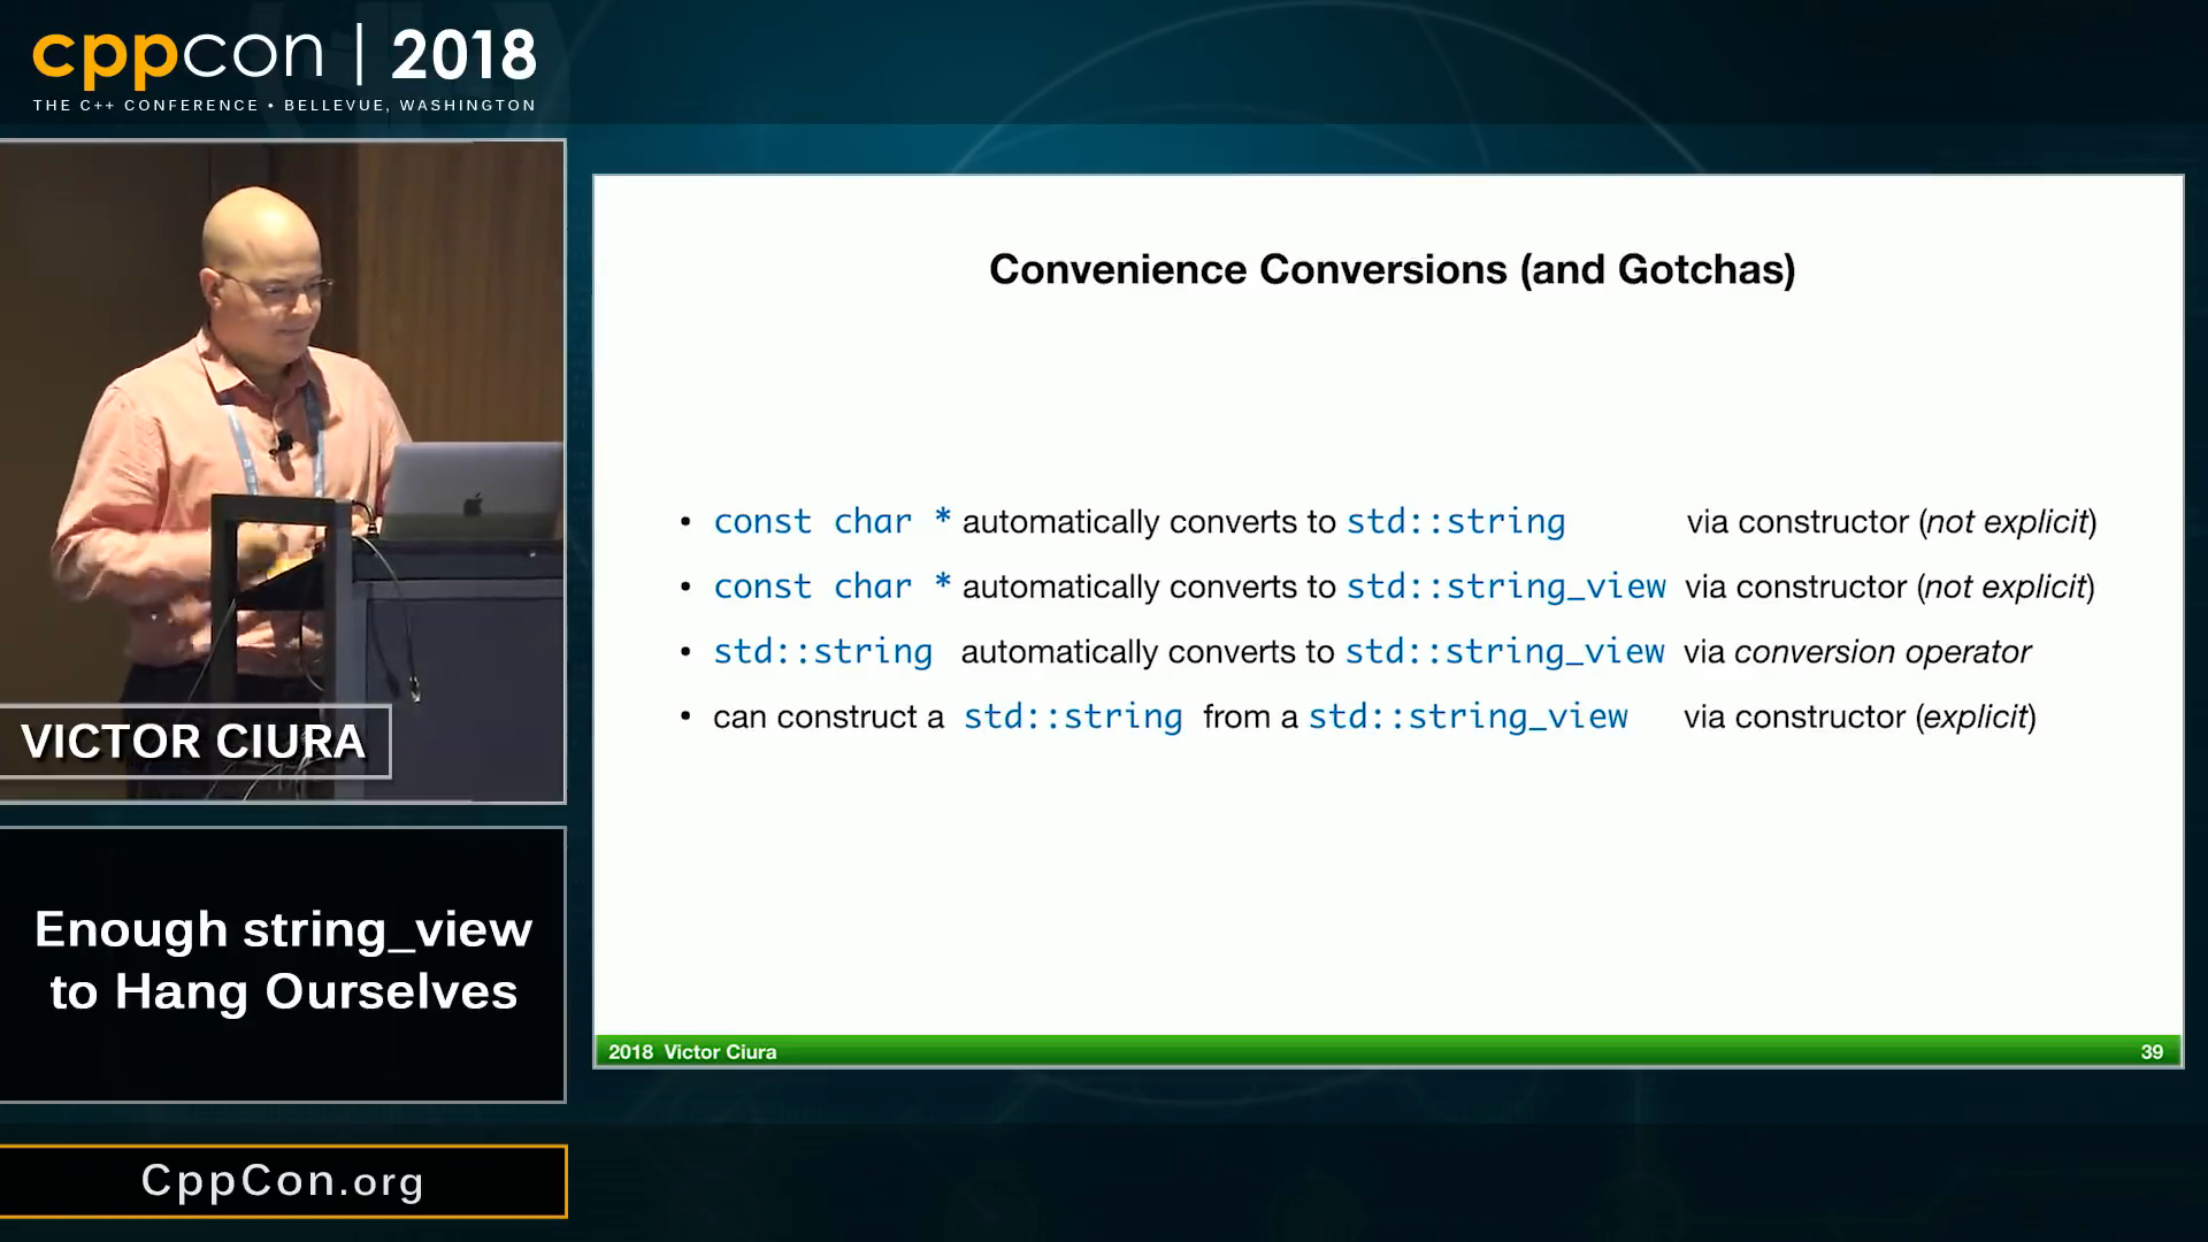 cppcon | 2018
THE C++ CONFERENCE • BELLEVUE, WASHINGTON
VICTOR CIURA
Enough string_view
to Hang Ourselves
CppCon.org
Convenience Conversions (and Gotchas)
• const char * automatically converts to std::string via constructor (not explicit)
• const char * automatically converts to std::string_view via constructor (not explicit)
• std::string automatically converts to std::string_view via conversion operator
• can construct a std::string from a std::string_view via constructor (explicit)
2018 Victor Ciura
39